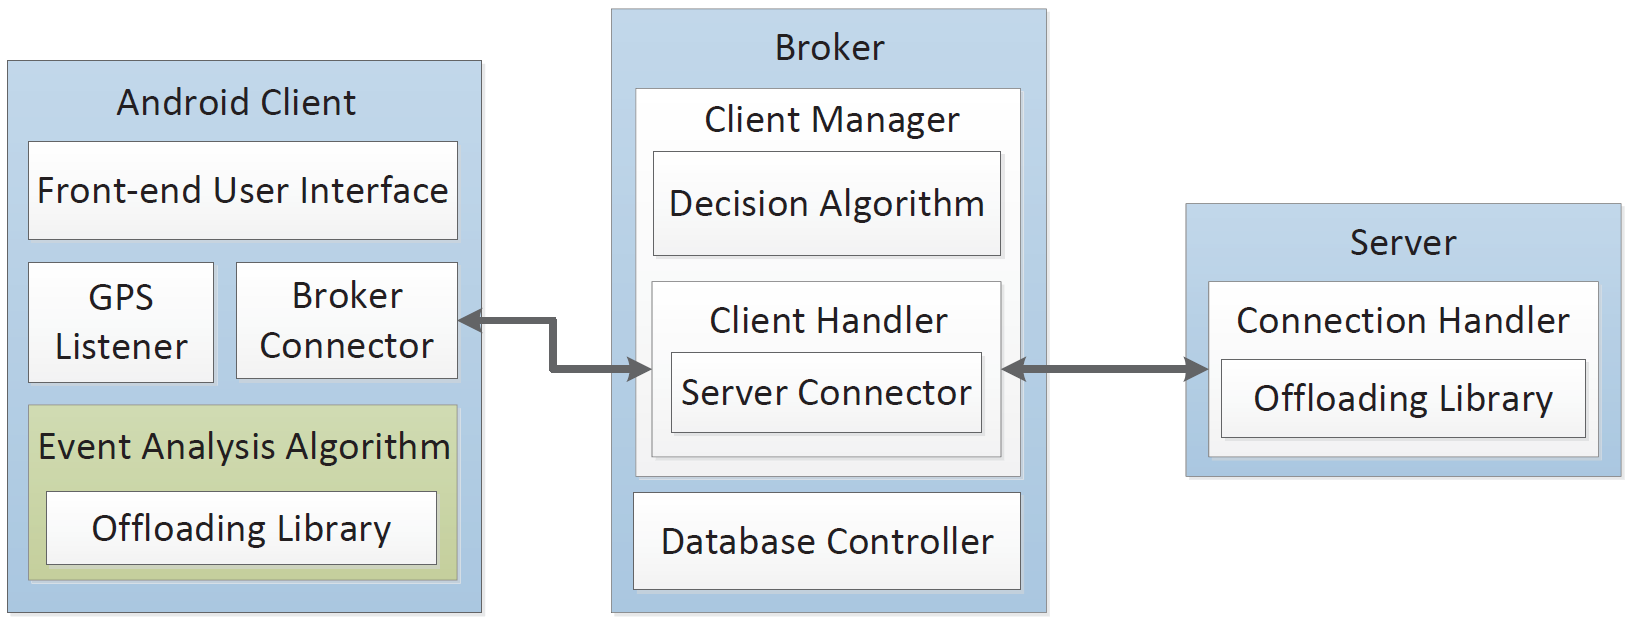 Android Client
Front-end User Interface
GPS
Listener
Broker
Connector
Event Analysis Algorithm
Offloading Library
Broker
Client Manager
Decision Algorithm
Client Handler
Server Connector
Database Controller
Server
Connection Handler
Offloading Library